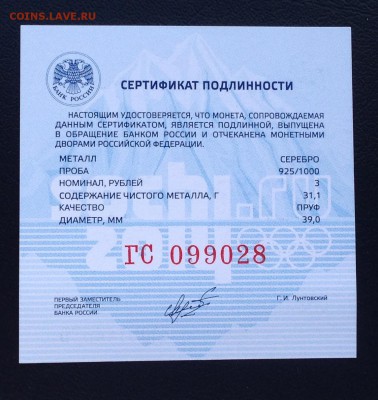 COINS.LAVE.RU
БАНК РОССИИ
СЕРТИФИКАТ ПОДЛИННОСТИ
НАСТОЯЩИМ УДОСТОВЕРЯЕТСЯ, ЧТО МОНЕТА, СОПРОВОЖДАЕМАЯ
ДАННЫМ СЕРТИФИКАТОМ, ЯВЛЯЕТСЯ ПОДЛИННОЙ, ВЫПУЩЕНА
В ОБРАЩЕНИЕ БАНКОМ РОССИИ И ОТЧЕКАНЕНА МОНЕТНЫМИ
ДВОРАМИ РОССИЙСКОЙ ФЕДЕРАЦИИ.
МЕТАЛЛ СЕРЕБРО
ПРОБА 925/1000
НОМИНАЛ, РУБЛЕЙ 3
СОДЕРЖАНИЕ ЧИСТОГО МЕТАЛЛА, Г 31,1
КАЧЕСТВО ПРУФ
ДИАМЕТР, ММ 39,0
sochi.ru
2014
ГС 099028
ПЕРВЫЙ ЗАМЕСТИТЕЛЬ
ПРЕДСЕДАТЕЛЯ
БАНКА РОССИИ
Г. И. Лунтовский